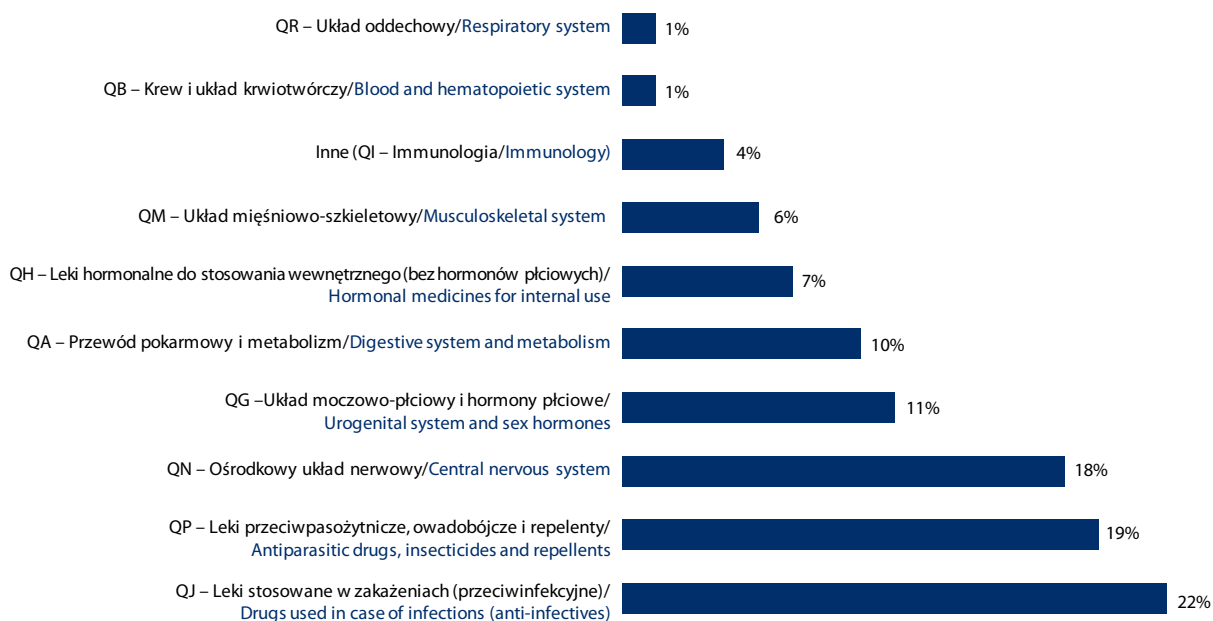 QR – Układ oddechowy/Respiratory system 1%
QB – Krew i układ krwiotwórczy/Blood and hematopoietic system 1%
Inne (QI – Immunologia/Immunology) 4%
QM – Układ mięśniowo-szkieletowy/Musculoskeletal system 6%
QH – Leki hormonalne do stosowania wewnętrznego (bez hormonów płciowych)/
Hormonal medicines for internal use 7%
QA – Przewód pokarmowy i metabolizm/Digestive system and metabolism 10%
QG –Układ moczowo-płciowy i hormony płciowe/
Urogenital system and sex hormones 11%
QN – Ośrodkowy układ nerwowy/Central nervous system 18%
QP – Leki przeciwpasożytnicze, owadobójcze i repelenty/
Antiparasitic drugs, insecticides and repellents 19%
QJ – Leki stosowane w zakażeniach (przeciwinfekcyjne)/
Drugs used in case of infections (anti-infectives) 22%